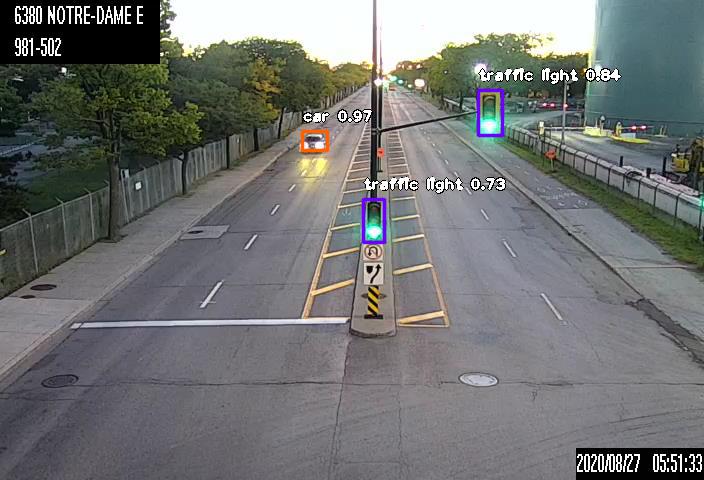 6380 NOTRE-DAME E
981-502
traffic light 0.84
car 0.97
traffic light 0.73
2020/08/27 05:51:33